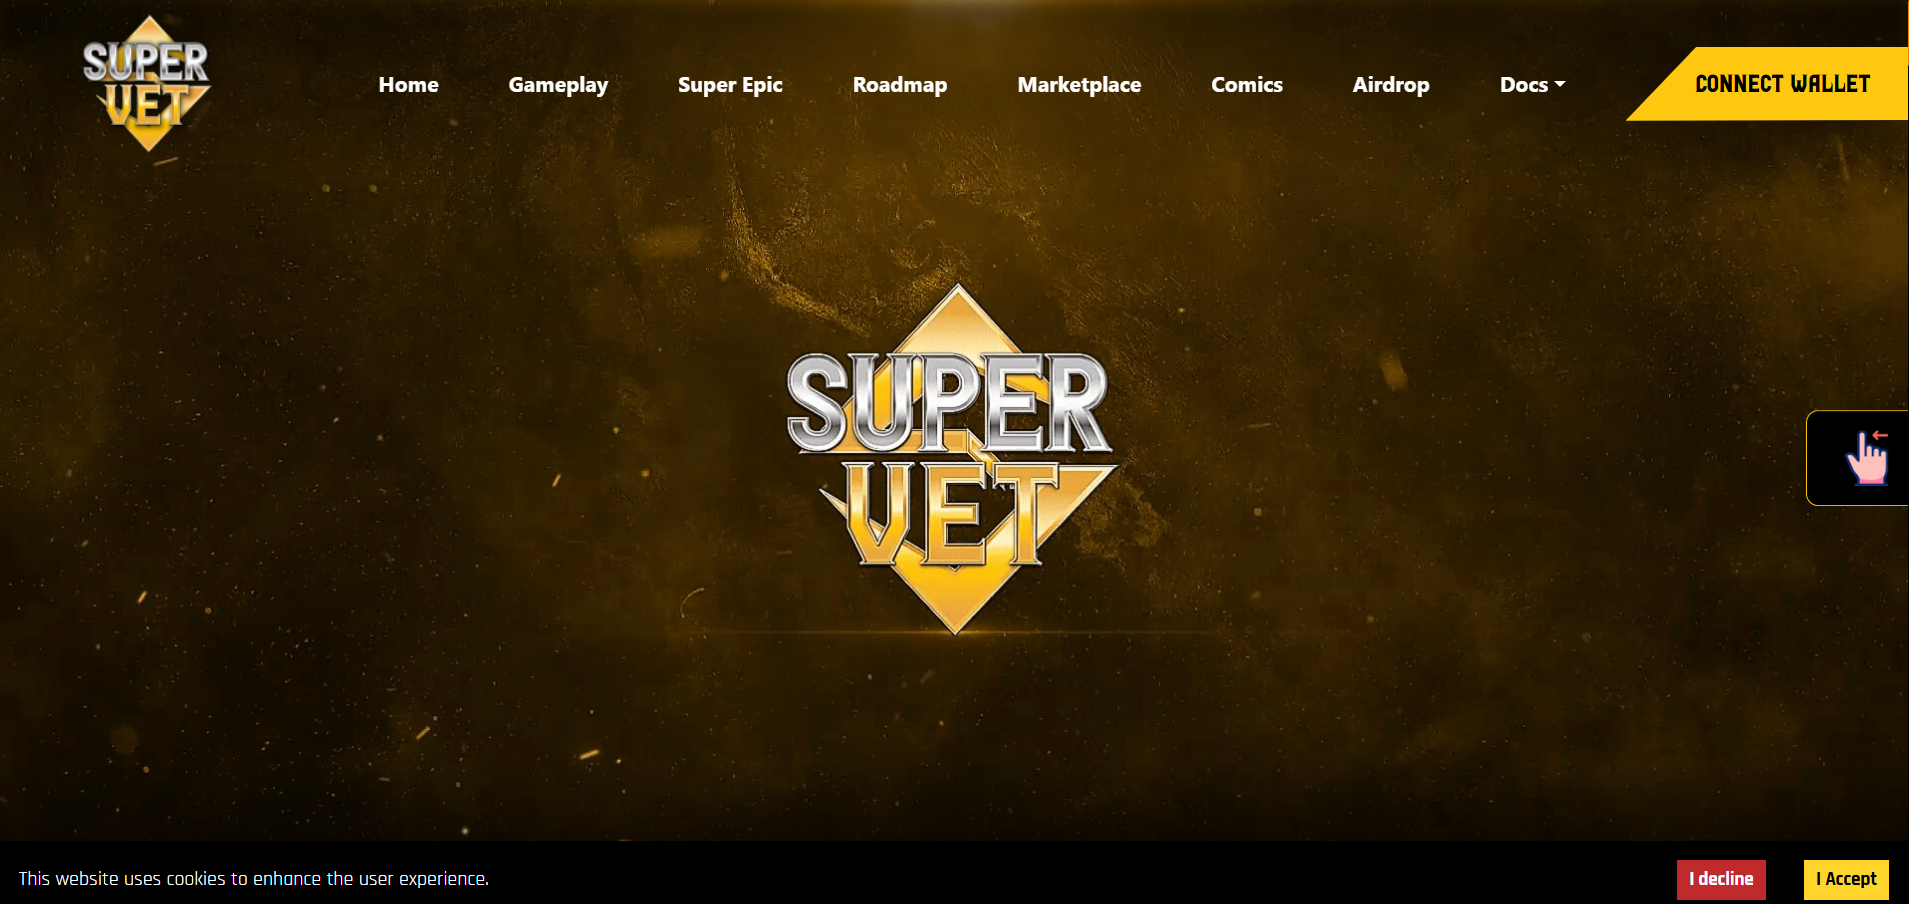 SUPER
VET
Home
Gameplay
Super Epic
Roadmap
Marketplace
Comics
Airdrop
Docs
CONNECT WALLET
SUPER
VET
This website uses cookies to enhance the user experience.
I decline
I Accept